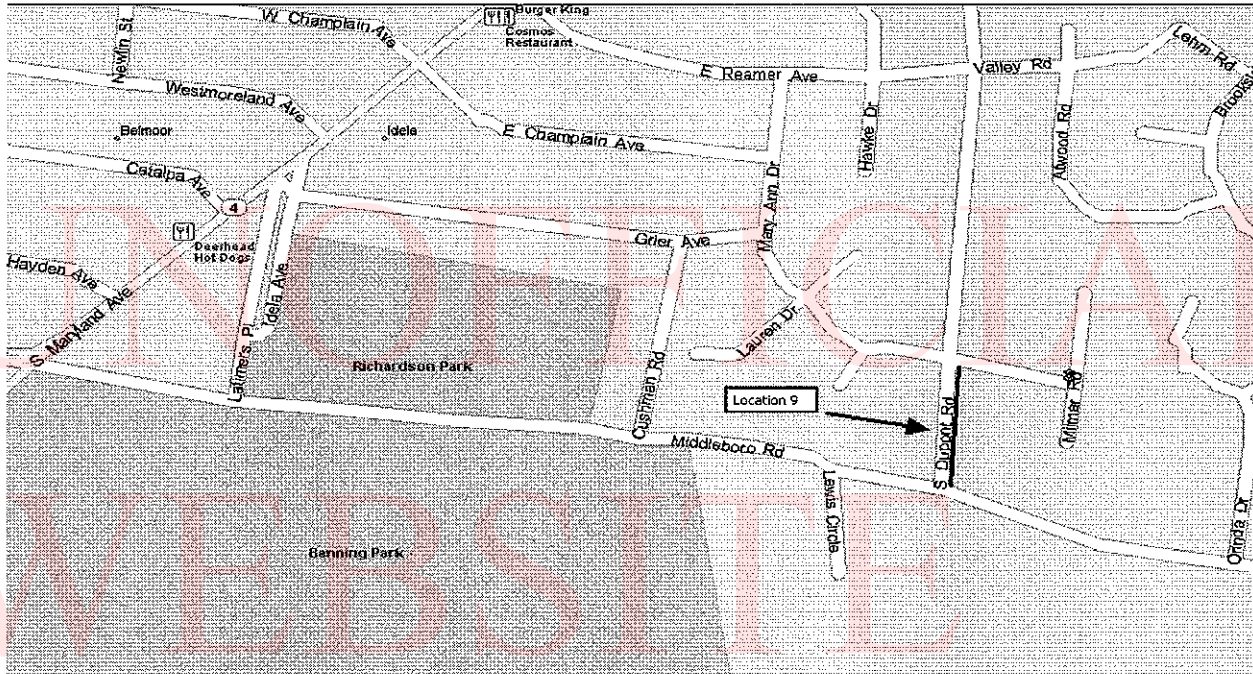 Burger King
Cosmos
Restaurant
W Champlain Ave
Newlin St
Lehm Rd
E Reamer Ave
Valley Rd
Westmoreland Ave
Belmoor
Idela
E Champlain Ave
Hawke Dr
Atwood Rd
Catalpa Ave
Mary Ann Dr
4
Deerhead
Hot Dogs
Grier Ave
Hayden Ave
Idela Ave
S Maryland Ave
Lauren Dr
Richardson Park
Latimers Pl
Cushman Rd
Location 9
S Dupont Rd
Milmar Rd
Middleboro Rd
Lewis Circle
Orinda Dr
Banning Park
UNOFFICIAL
WEBSITE